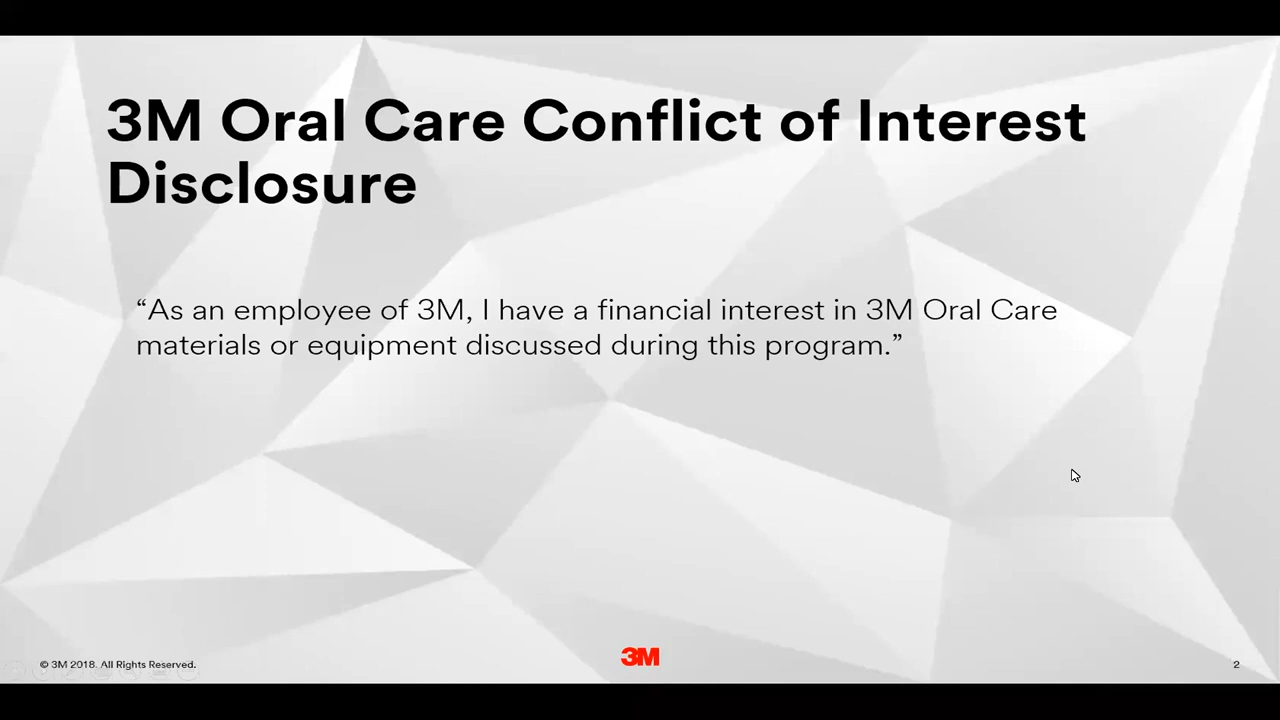 3M Oral Care Conflict of Interest
Disclosure
“As an employee of 3M, I have a financial interest in 3M Oral Care
materials or equipment discussed during this program.”
© 3M 2018. All Rights Reserved.
3M
2